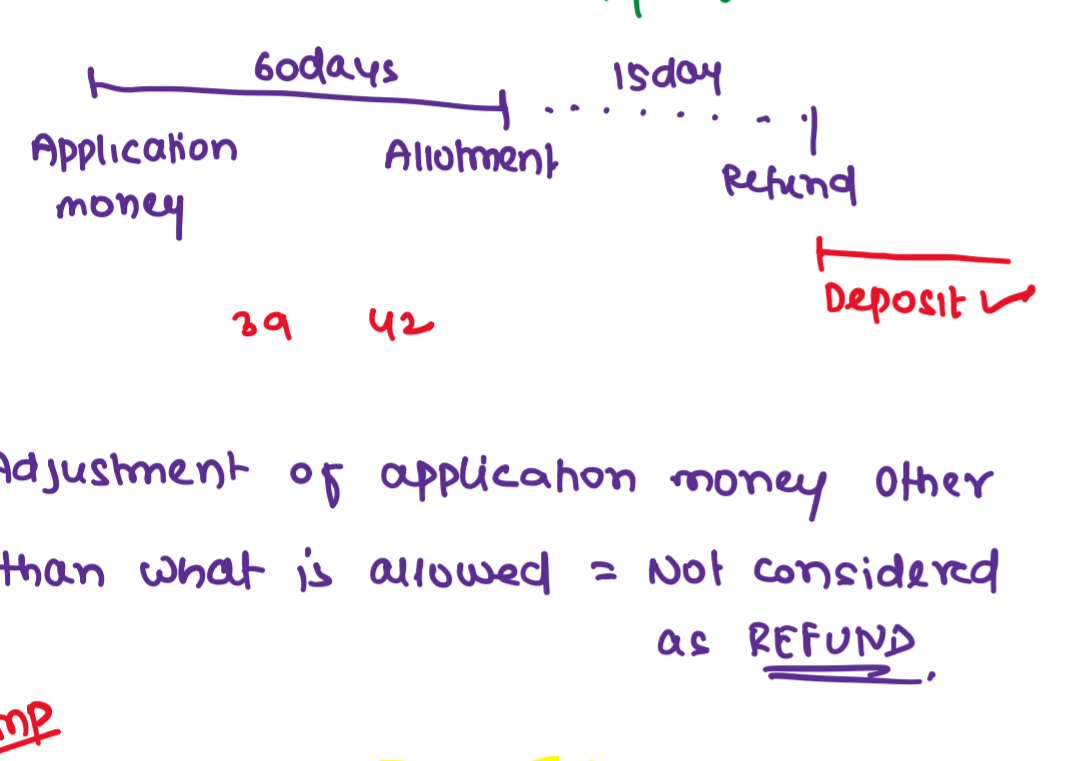 60days 15day
Application Allotment Refund
money
Deposit
39 42
Adjustment of application money other
than what is allowed = Not considered
as REFUND.